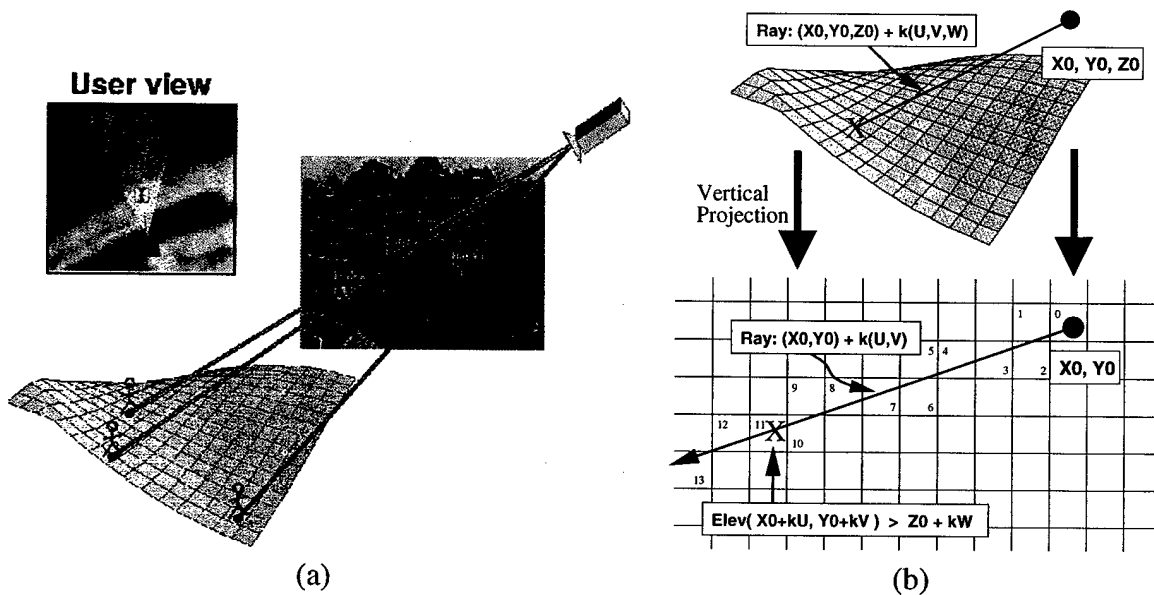 User view
(a)
Ray: (X0,Y0,Z0) + k(U,V,W)
X0, Y0, Z0
X
Vertical
Projection
1
0
Ray: (X0,Y0) + k(U,V)
5
4
3
2
X0, Y0
9
8
7
6
12
11
X
10
13
Elev( X0+kU, Y0+kV ) > Z0 + kW
(b)